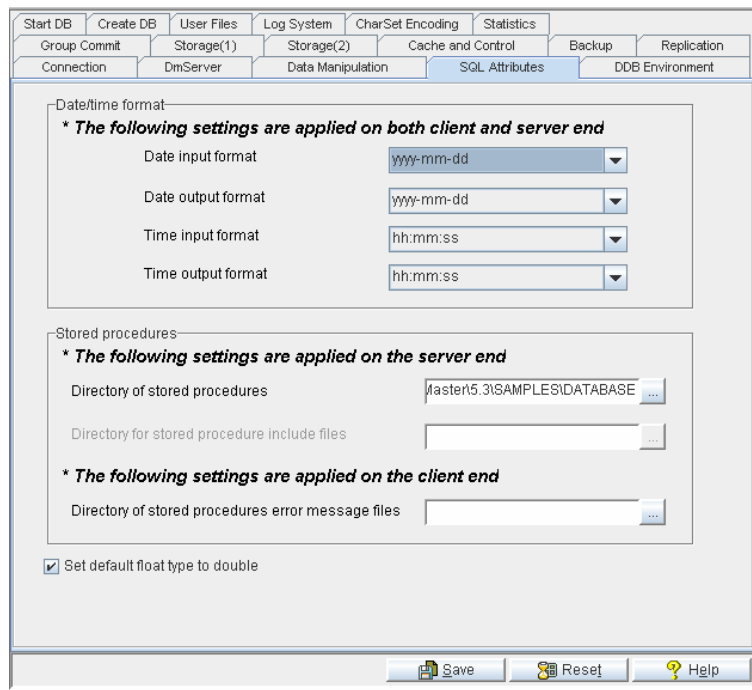 Start DB Create DB User Files Log System CharSet Encoding Statistics
Group Commit Storage(1) Storage(2) Cache and Control Backup Replication
Connection DmServer Data Manipulation SQL Attributes DDB Environment
Date/time format
* The following settings are applied on both client and server end
Date input format yyyy-mm-dd
Date output format yyyy-mm-dd
Time input format hh:mm:ss
Time output format hh:mm:ss
Stored procedures
* The following settings are applied on the server end
Directory of stored procedures Master\5.3\SAMPLES\DATABASE ...
Directory for stored procedure include files ...
* The following settings are applied on the client end
Directory of stored procedures error message files ...
Set default float type to double
Save Reset Help